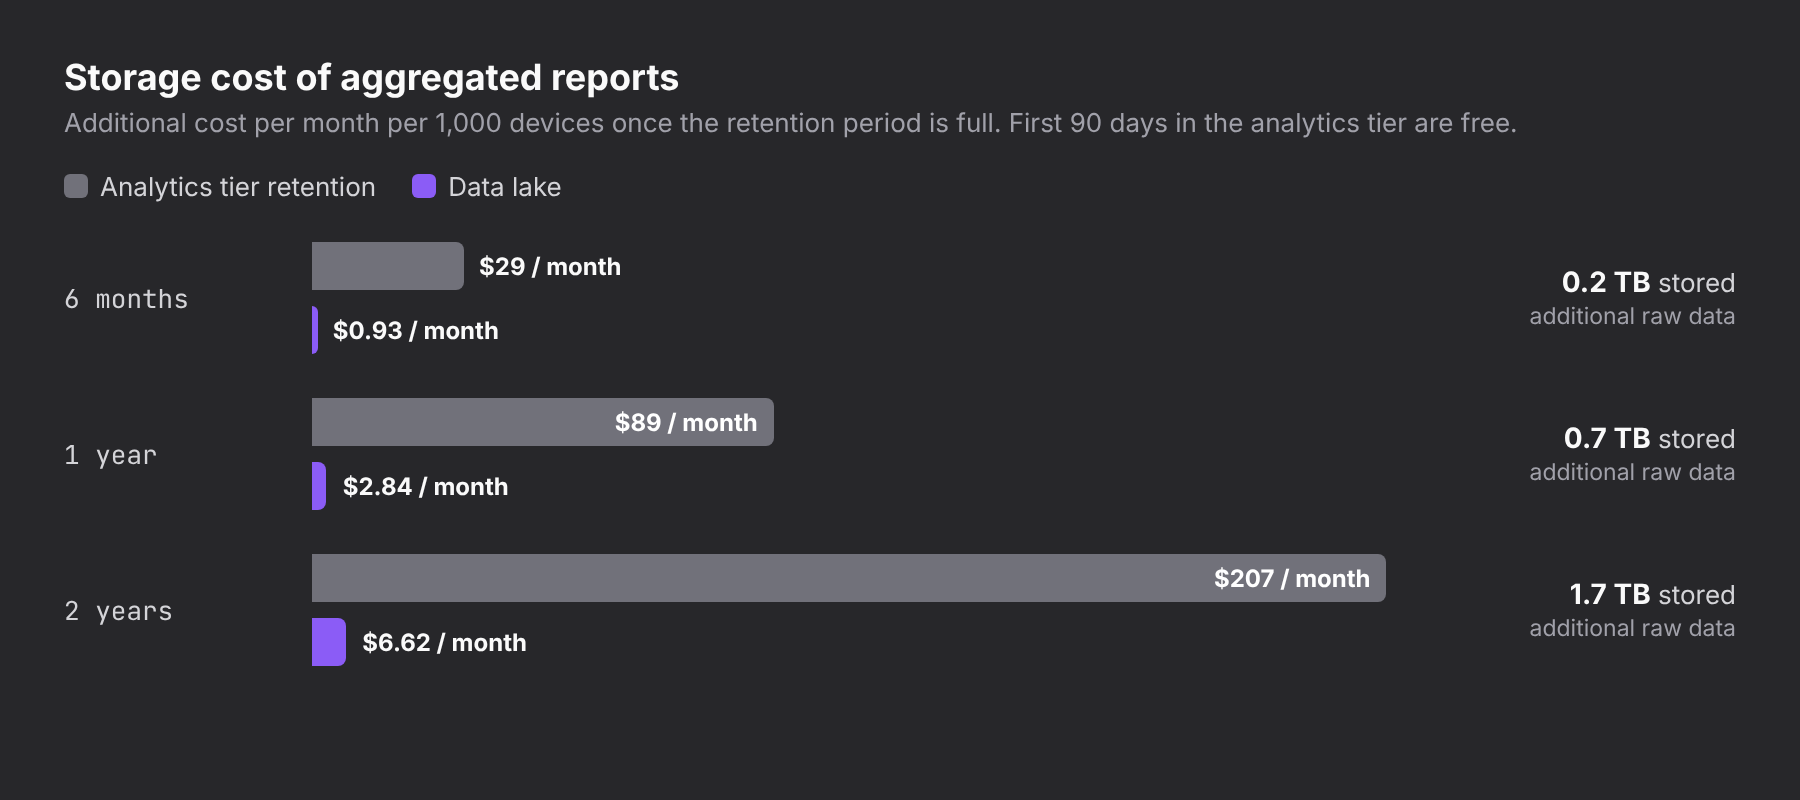 Storage cost of aggregated reports
Additional cost per month per 1,000 devices once the retention period is full. First 90 days in the analytics tier are free.
Analytics tier retention
Data lake
6 months
$29 / month
$0.93 / month
0.2 TB stored
additional raw data
1 year
$89 / month
$2.84 / month
0.7 TB stored
additional raw data
2 years
$207 / month
$6.62 / month
1.7 TB stored
additional raw data